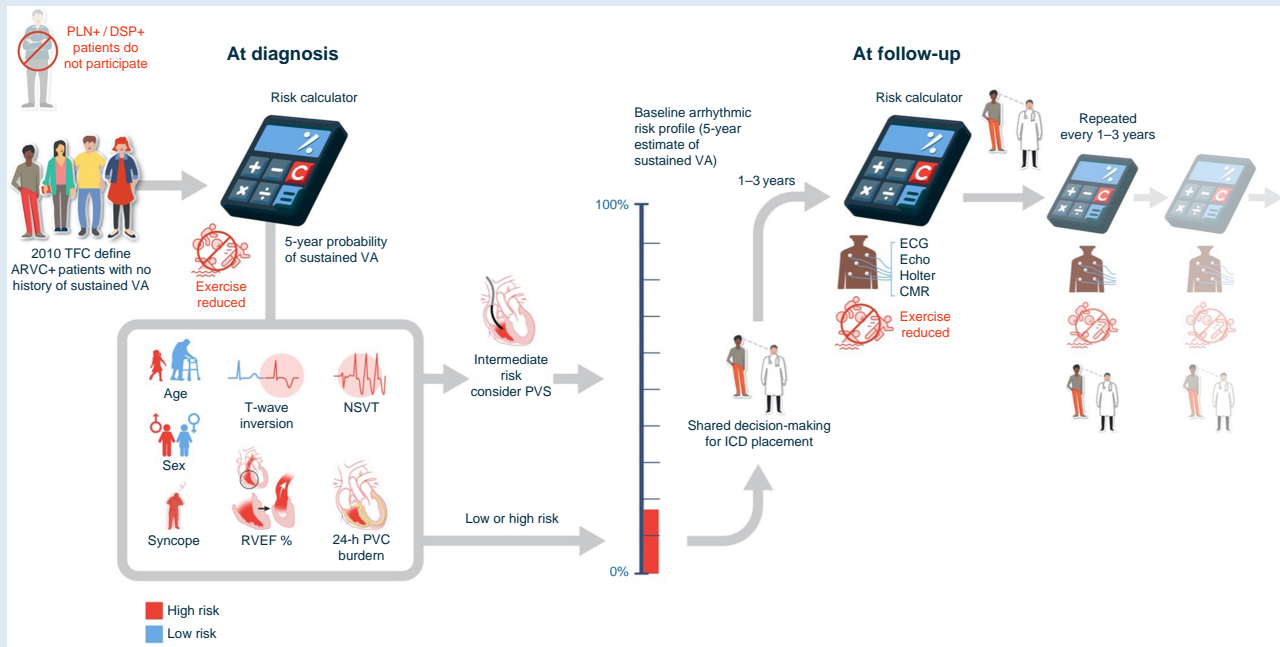 PLN+ / DSP+
patients do
not participate
At diagnosis
Risk calculator
2010 TFC define
ARVC+ patients with no
history of sustained VA
Exercise
reduced
5-year probability
of sustained VA
Age
T-wave
inversion
NSVT
Sex
Syncope
RVEF %
24-h PVC
burdern
High risk
Low risk
Intermediate
risk
consider PVS
Low or high risk
Baseline arrhythmic
risk profile (5-year
estimate of
sustained VA)
100%
0%
Shared decision-making
for ICD placement
1–3 years
At follow-up
Risk calculator
ECG
Echo
Holter
CMR
Exercise
reduced
Repeated
every 1–3 years